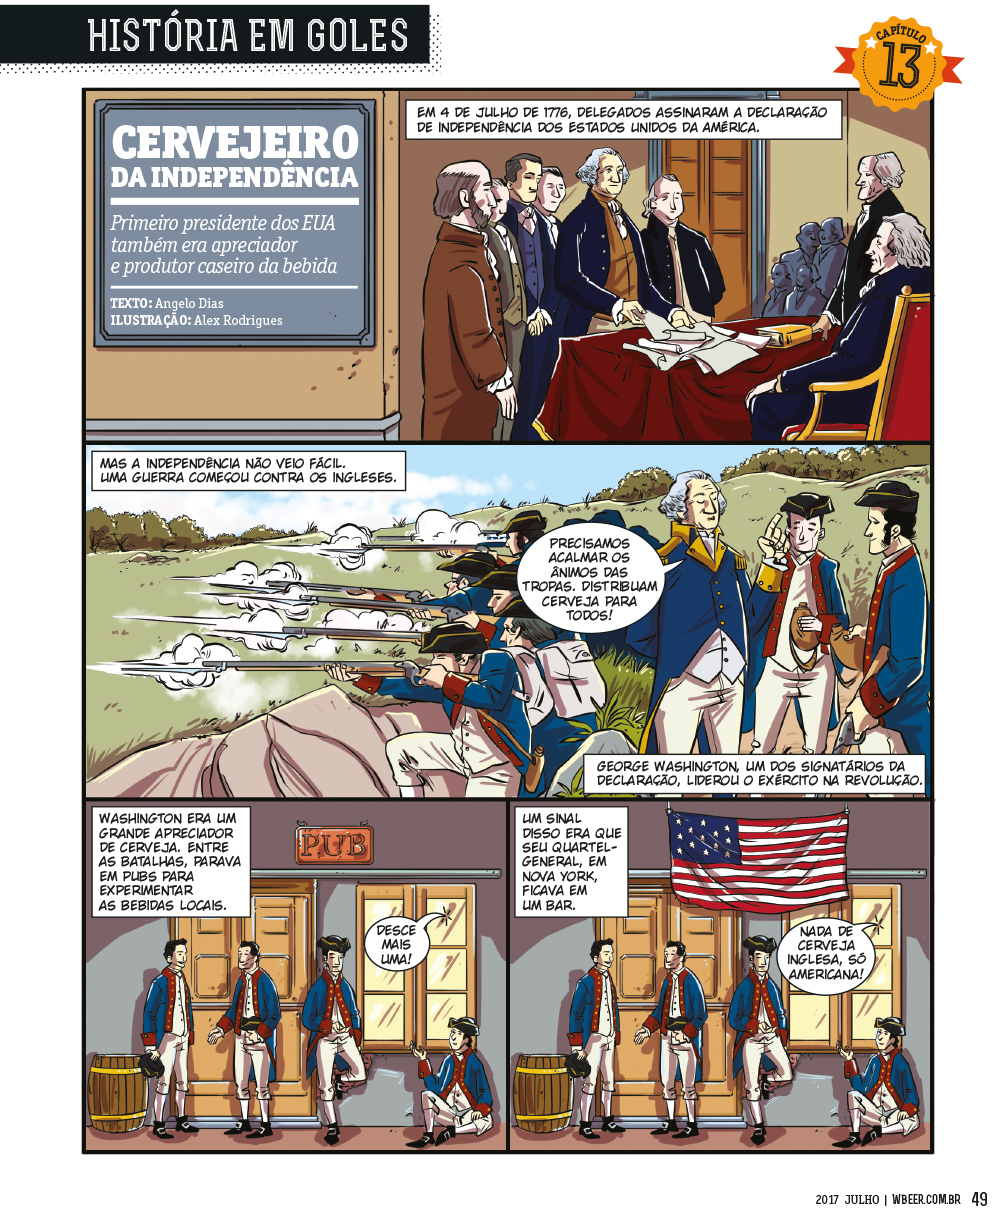 HISTÓRIA EM GOLES
CAPÍTULO
13
CERVEJEIRO
DA INDEPENDÊNCIA
Primeiro presidente dos EUA
também era apreciador
e produtor caseiro da bebida
TEXTO: Angelo Dias
ILUSTRAÇÃO: Alex Rodrigues
EM 4 DE JULHO DE 1776, DELEGADOS ASSINARAM A DECLARAÇÃO
DE INDEPENDÊNCIA DOS ESTADOS UNIDOS DA AMÉRICA.
MAS A INDEPENDÊNCIA NÃO VEIO FÁCIL.
UMA GUERRA COMEÇOU CONTRA OS INGLESES.
PRECISAMOS
ACALMAR OS
ÂNIMOS DAS
TROPAS. DISTRIBUAM
CERVEJA PARA
TODOS!
GEORGE WASHINGTON, UM DOS SIGNATÁRIOS DA
DECLARAÇÃO, LIDEROU O EXÉRCITO NA REVOLUÇÃO.
WASHINGTON ERA UM
GRANDE APRECIADOR
DE CERVEJA. ENTRE
AS BATALHAS, PARAVA
EM PUBS PARA
EXPERIMENTAR
AS BEBIDAS LOCAIS.
PUB
DESCE
MAIS
UMA!
UM SINAL
DISSO ERA QUE
SEU QUARTEL-
GENERAL, EM
NOVA YORK,
FICAVA EM
UM BAR.
NADA DE
CERVEJA
INGLESA, SÓ
AMERICANA!
2017 JULHO | WBEER.COM.BR 49